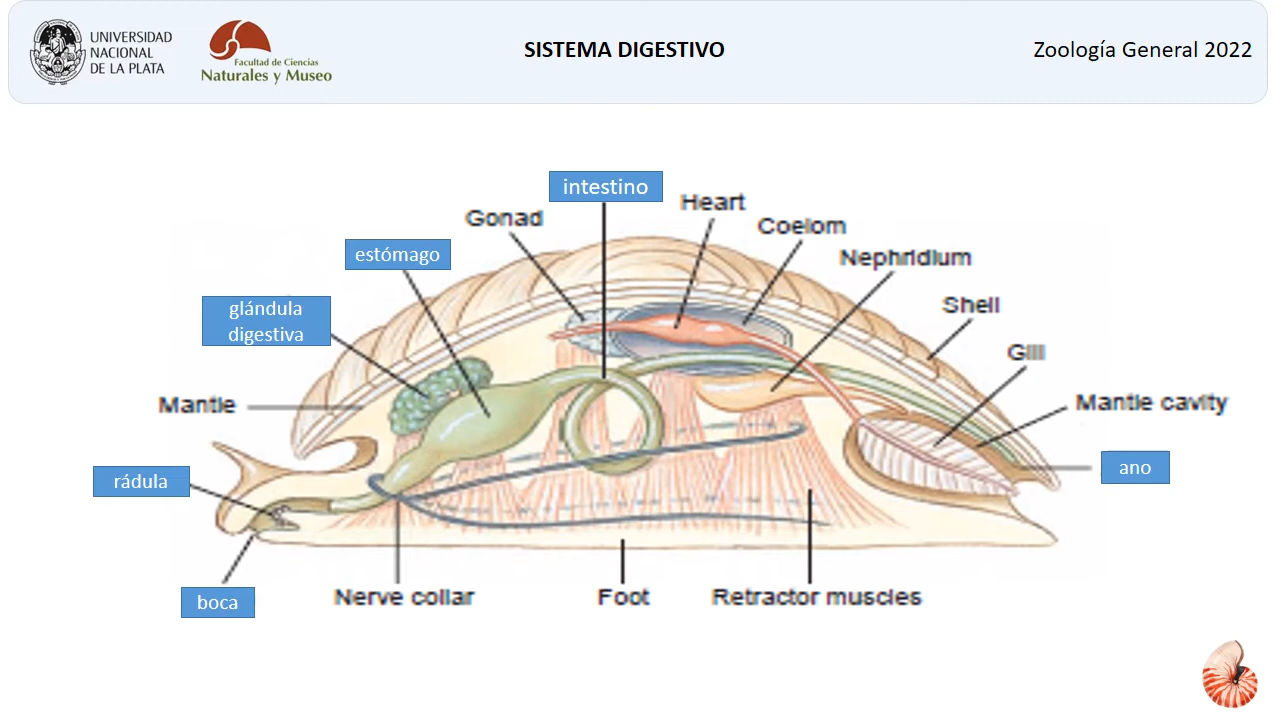 UNIVERSIDAD
NACIONAL
DE LA PLATA
Facultad de Ciencias
Naturales y Museo
SISTEMA DIGESTIVO
Zoología General 2022
intestino
Heart
Gonad
Coelom
estómago
Nephridium
glándula
digestiva
Shell
Gill
Mantle
Mantle cavity
ano
rádula
boca
Nerve collar
Foot
Retractor muscles